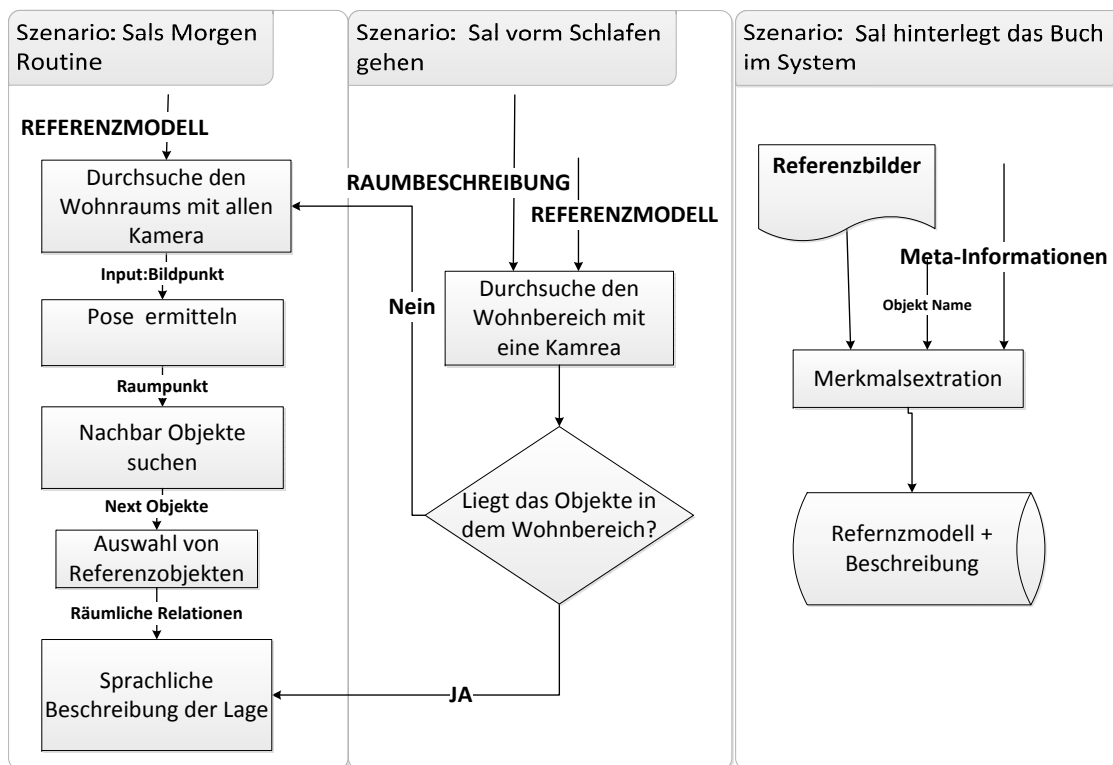 Szenario: Sals Morgen
Routine
REFERENZMODELL
Durchsuche den
Wohnraums mit allen
Kamera
Input:Bildpunkt
Pose ermitteln
Raumpunkt
Nachbar Objekte
suchen
Next Objekte
Auswahl von
Referenzobjekten
Räumliche Relationen
Sprachliche
Beschreibung der Lage
Szenario: Sal vorm Schlafen
gehen
RAUMBESCHREIBUNG
REFERENZMODELL
Durchsuche den
Wohnbereich mit
eine Kamrea
Nein
Liegt das Objekte in
dem Wohnbereich?
JA
Szenario: Sal hinterlegt das Buch
im System
Referenzbilder
Meta-Informationen
Objekt Name
Merkmalsextration
Refernzmodell +
Beschreibung